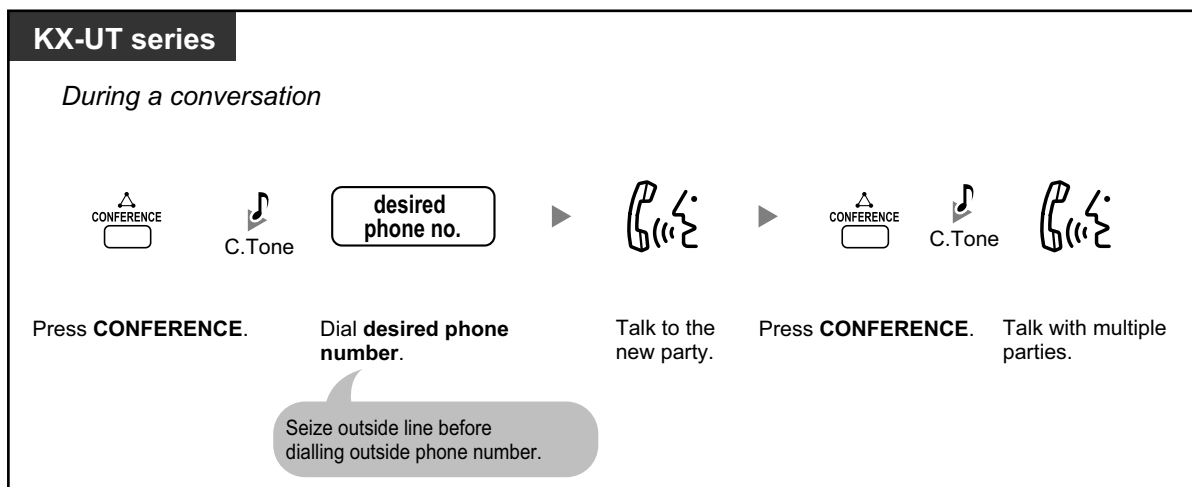 KX-UT series
During a conversation
CONFERENCE
C.Tone
desired
phone no.
CONFERENCE
C.Tone
Press CONFERENCE.
Dial desired phone
number.
Talk to the
new party.
Press CONFERENCE.
Talk with multiple
parties.
Seize outside line before
dialling outside phone number.